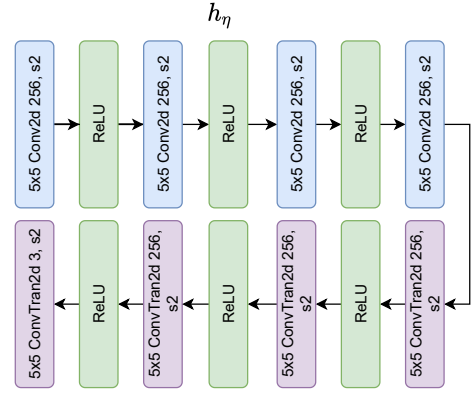 hη
5x5 Conv2d 256, s2
ReLU
5x5 Conv2d 256, s2
ReLU
5x5 Conv2d 256, s2
ReLU
5x5 Conv2d 256, s2
5x5 ConvTran2d 3, s2
ReLU
5x5 ConvTran2d 256,
s2
ReLU
5x5 ConvTran2d 256,
s2
ReLU
5x5 ConvTran2d 256,
s2